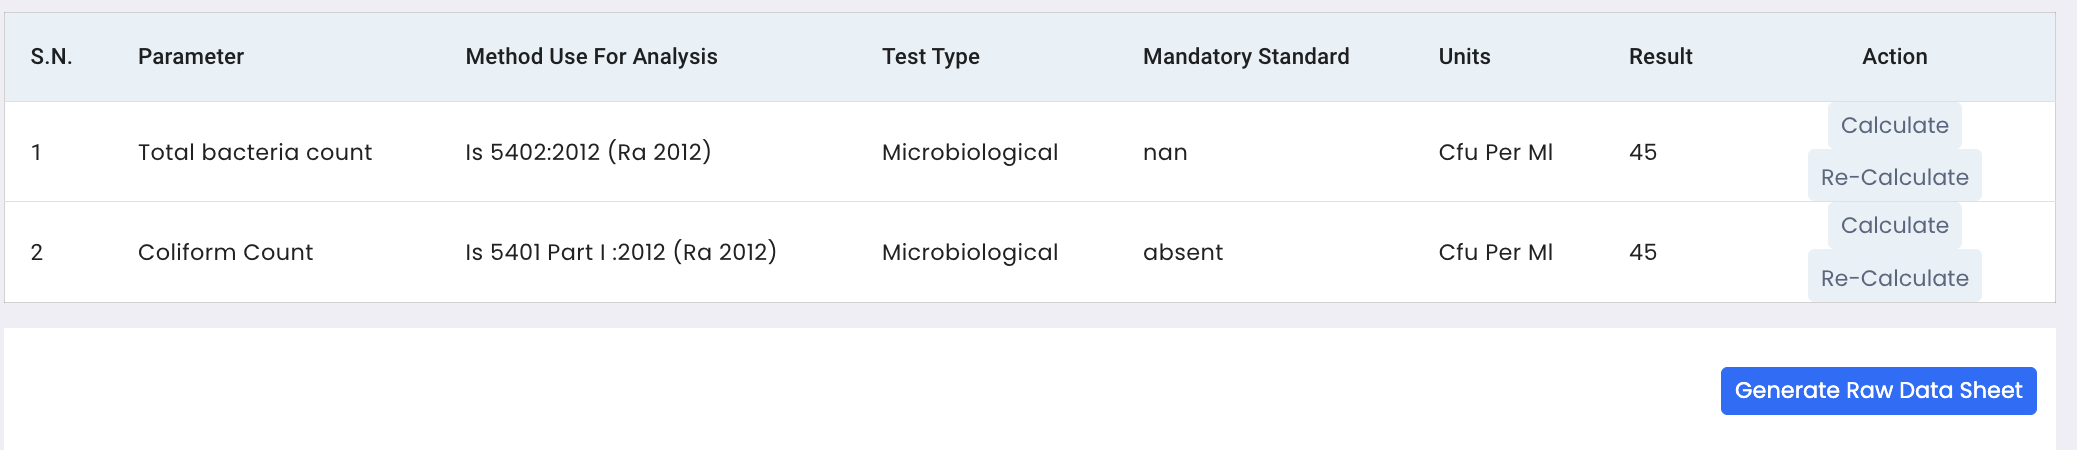 S.N. Parameter Method Use For Analysis Test Type Mandatory Standard Units Result Action
1 Total bacteria count Is 5402:2012 (Ra 2012) Microbiological nan Cfu Per Ml 45 Calculate
Re-Calculate
2 Coliform Count Is 5401 Part I :2012 (Ra 2012) Microbiological absent Cfu Per Ml 45 Calculate
Re-Calculate
Generate Raw Data Sheet